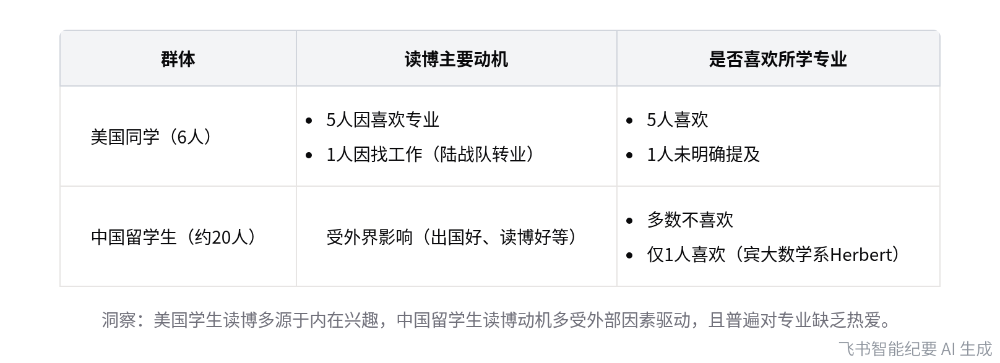 群体
读博主要动机
是否喜欢所学专业
美国同学（6人）
• 5人因喜欢专业
• 1人因找工作（陆战队转业）
• 5人喜欢
• 1人未明确提及
中国留学生（约20人）
受外界影响（出国好、读博好等）
• 多数不喜欢
• 仅1人喜欢（宾大数学系Herbert）
洞察：美国学生读博多源于内在兴趣，中国留学生读博动机多受外部因素驱动，且普遍对专业缺乏热爱。
飞书智能纪要 AI 生成